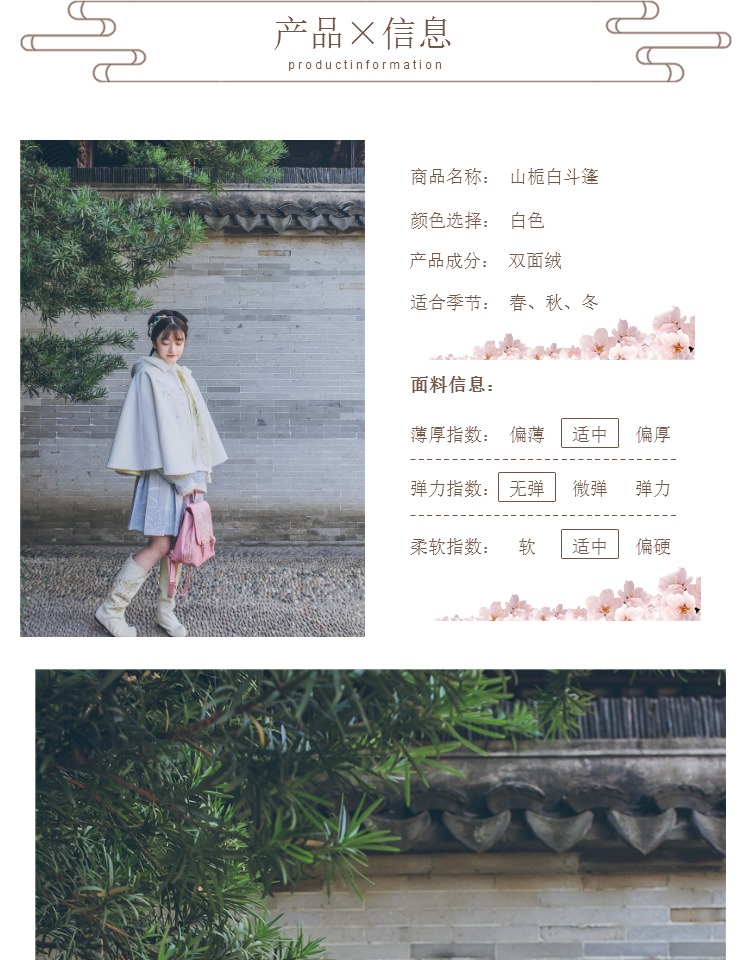 产品×信息
productinformation
商品名称： 山栀白斗篷
颜色选择： 白色
产品成分： 双面绒
适合季节： 春、秋、冬
面料信息：
薄厚指数： 偏薄 适中 偏厚
弹力指数： 无弹 微弹 弹力
柔软指数： 软 适中 偏硬